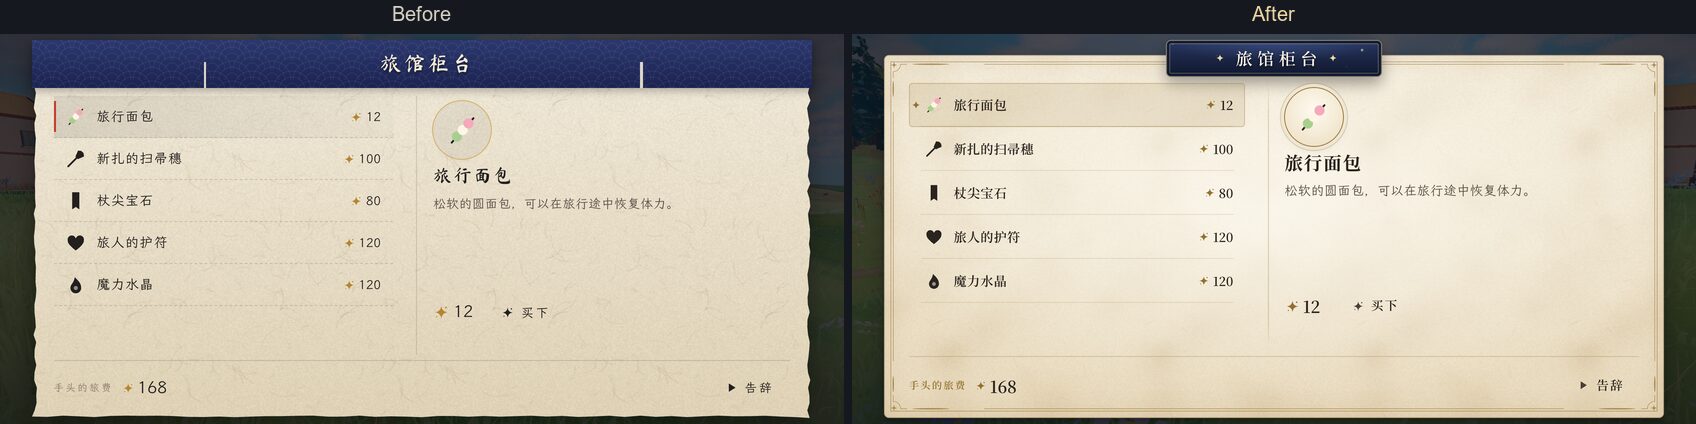 Before
旅馆柜台
旅行面包 12
新扎的扫帚穗 100
杖尖宝石 80
旅人的护符 120
魔力水晶 120
旅行面包
松软的圆面包，可以在旅行途中恢复体力。
12 买下
手头的旅费 168
告辞
After
旅馆柜台
旅行面包 12
新扎的扫帚穗 100
杖尖宝石 80
旅人的护符 120
魔力水晶 120
旅行面包
松软的圆面包，可以在旅行途中恢复体力。
12 买下
手头的旅费 168
告辞